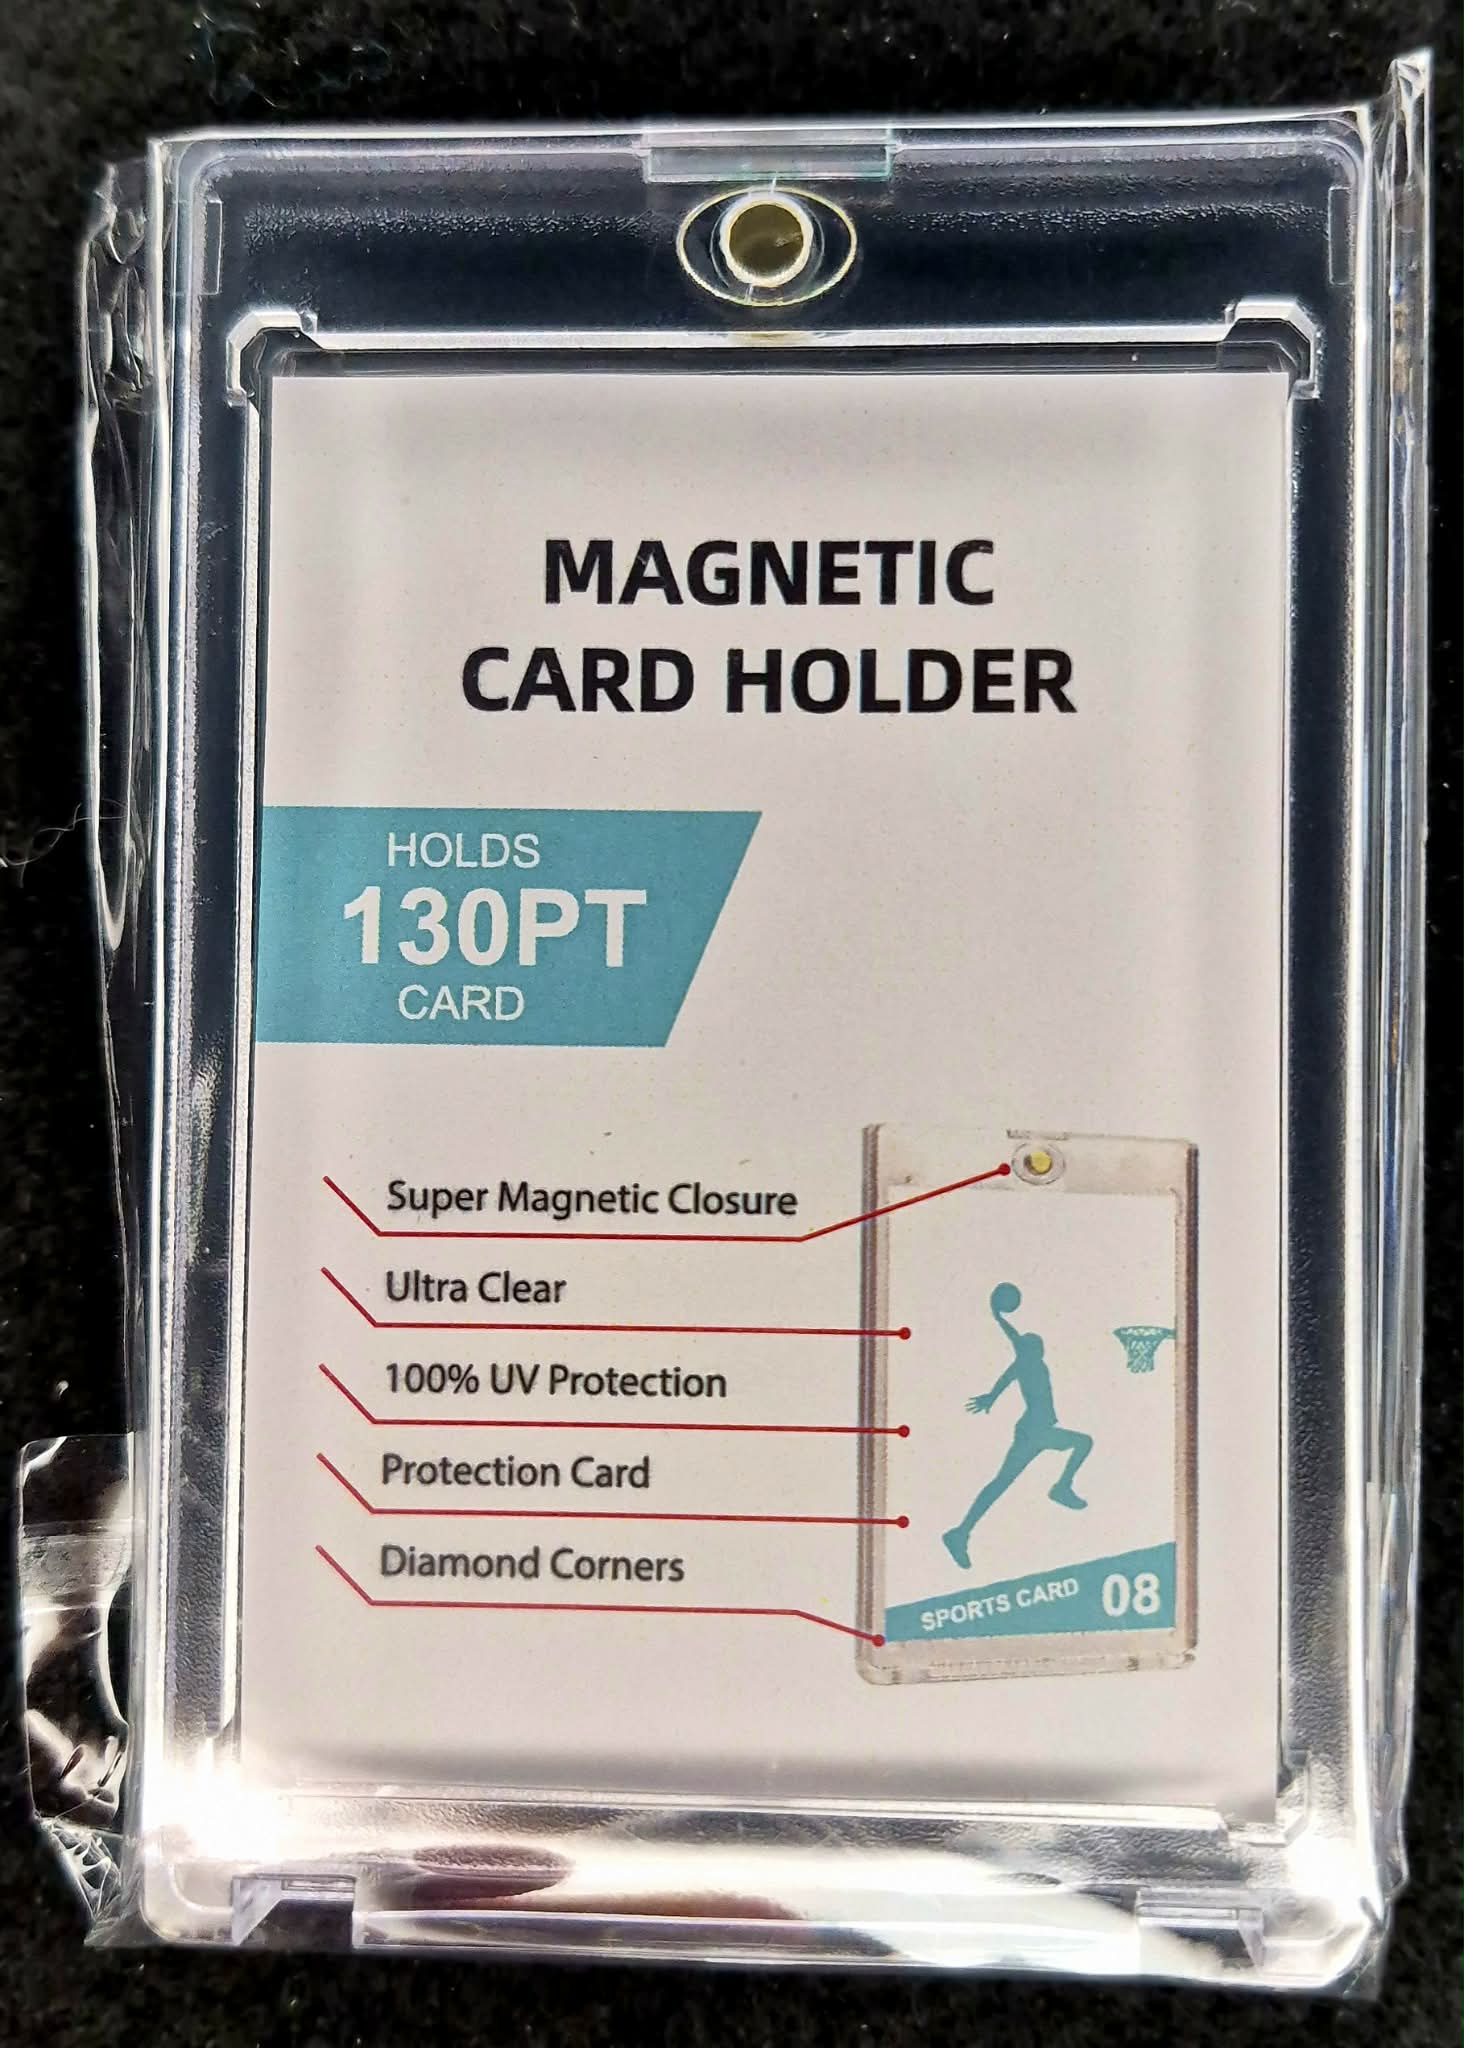 MAGNETIC
CARD HOLDER
HOLDS
130PT
CARD
Super Magnetic Closure
Ultra Clear
100% UV Protection
Protection Card
Diamond Corners
SPORTS CARD 08